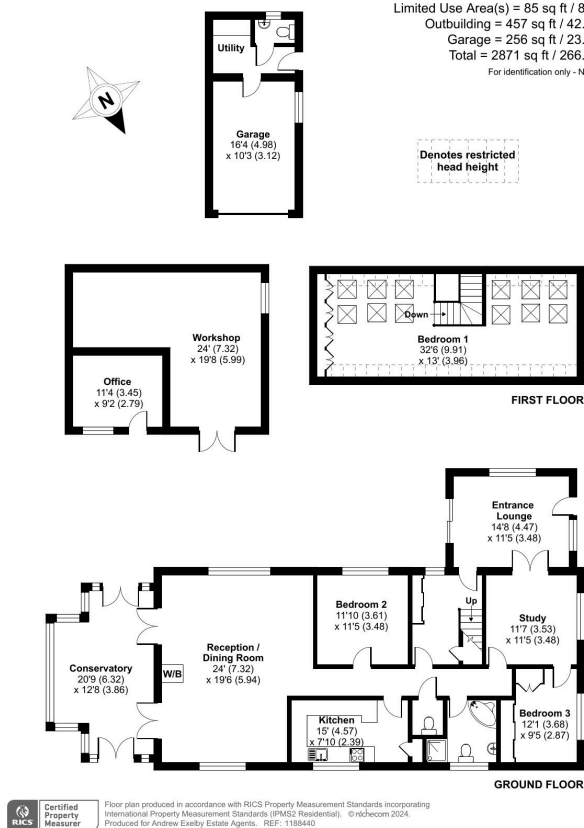 Limited Use Area(s) = 85 sq ft / 8
Outbuilding = 457 sq ft / 42.
Garage = 256 sq ft / 23.
Total = 2871 sq ft / 266.
For identification only - N
Utility
N
Garage
16'4 (4.98)
x 10'3 (3.12)
Denotes restricted
head height
Workshop
24' (7.32)
x 19'8 (5.99)
Office
11'4 (3.45)
x 9'2 (2.79)
Down
Bedroom 1
32'6 (9.91)
x 13' (3.96)
FIRST FLOOR
Entrance
Lounge
14'8 (4.47)
x 11'5 (3.48)
Bedroom 2
11'10 (3.61)
x 11'5 (3.48)
Up
Study
11'7 (3.53)
x 11'5 (3.48)
Reception /
Dining Room
24' (7.32)
x 19'6 (5.94)
Conservatory
20'9 (6.32)
x 12'8 (3.86)
W/B
Kitchen
15' (4.57)
x 7'10 (2.39)
Bedroom 3
12'1 (3.68)
x 9'5 (2.87)
GROUND FLOOR
RICS
Certified
Property
Measurer
Floor plan produced in accordance with RICS Property Measurement Standards incorporating
International Property Measurement Standards (IPMS2 Residential). © nichecom 2024.
Produced for Andrew Exelby Estate Agents. REF: 1188440